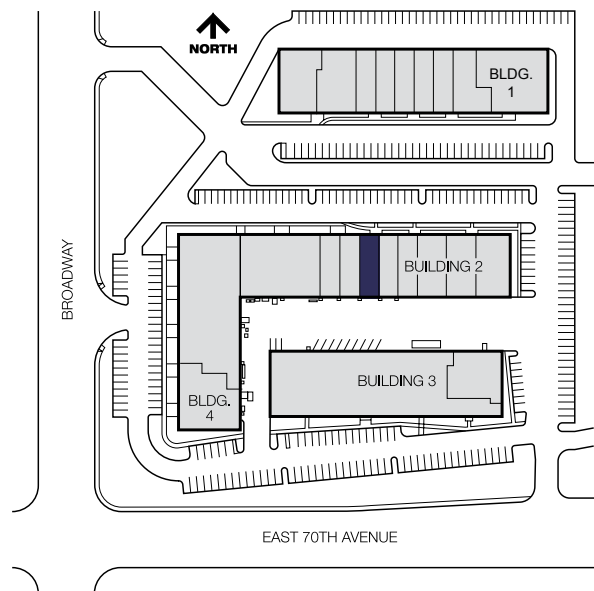 NORTH
BLDG.
1
BROADWAY
BUILDING 2
BUILDING 3
BLDG.
4
EAST 70TH AVENUE